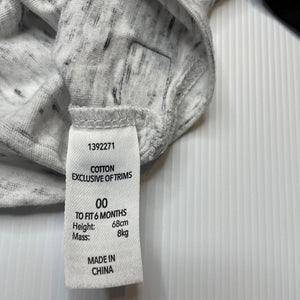 1392271
COTTON
EXCLUSIVE OF TRIMS
00
TO FIT 6 MONTHS
Height: 68cm
Mass: 8kg
MADE IN
CHINA